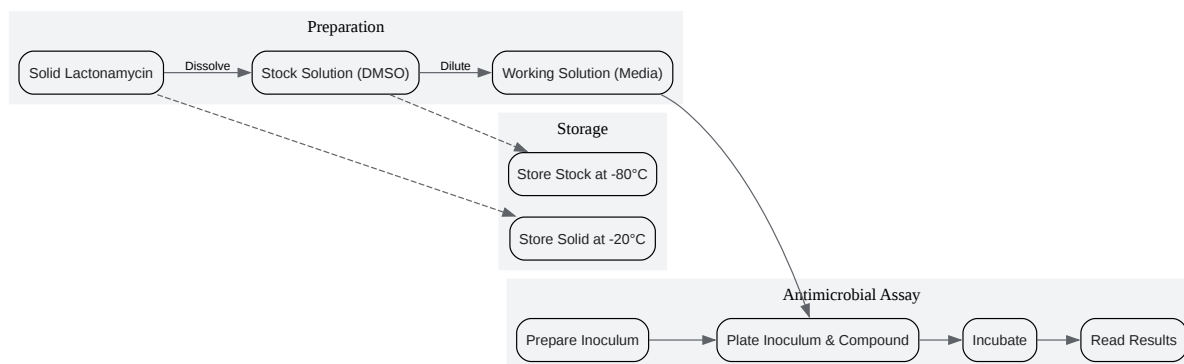 Preparation
Solid Lactonamycin
Dissolve
Stock Solution (DMSO)
Dilute
Working Solution (Media)
Storage
Store Stock at -80°C
Store Solid at -20°C
Antimicrobial Assay
Prepare Inoculum
Plate Inoculum & Compound
Incubate
Read Results